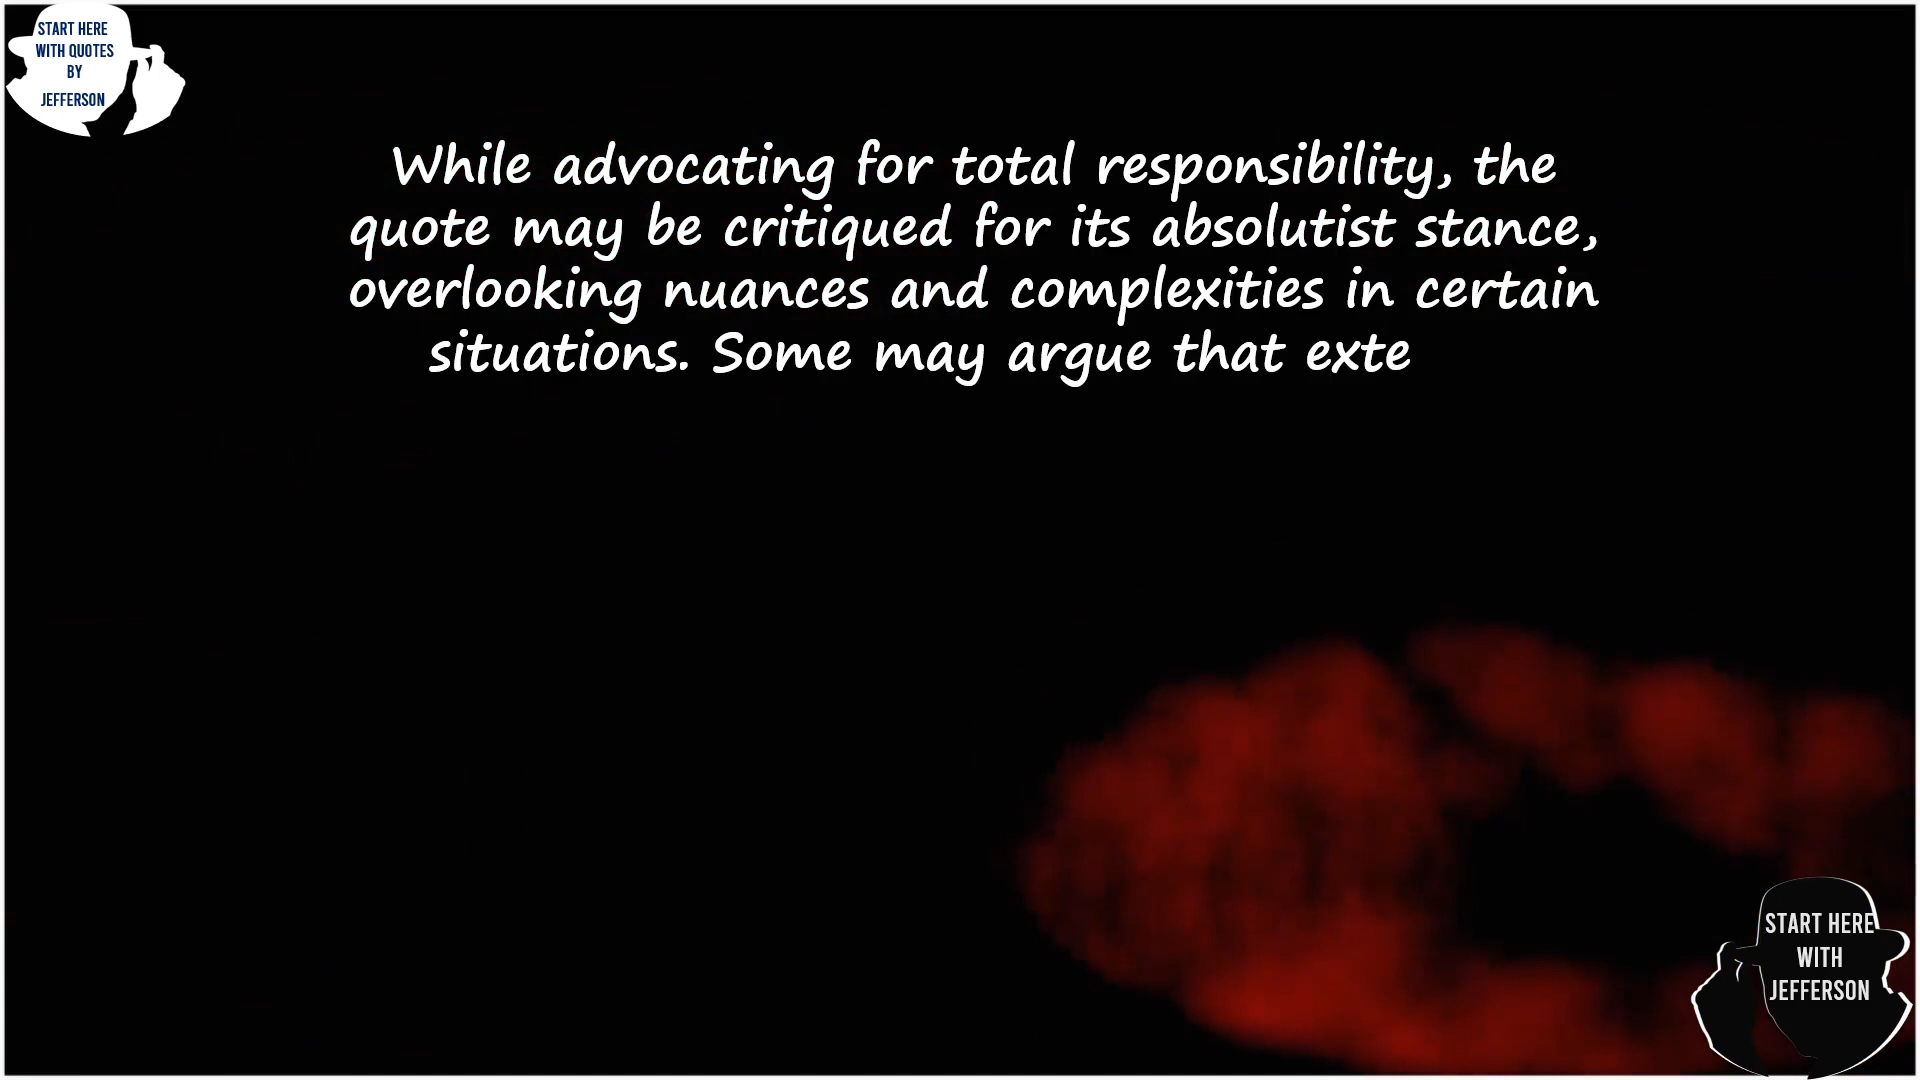 START HERE
WITH QUOTES
BY
JEFFERSON
While advocating for total responsibility, the
quote may be critiqued for its absolutist stance,
overlooking nuances and complexities in certain
situations. Some may argue that exte
START HERE
WITH
JEFFERSON